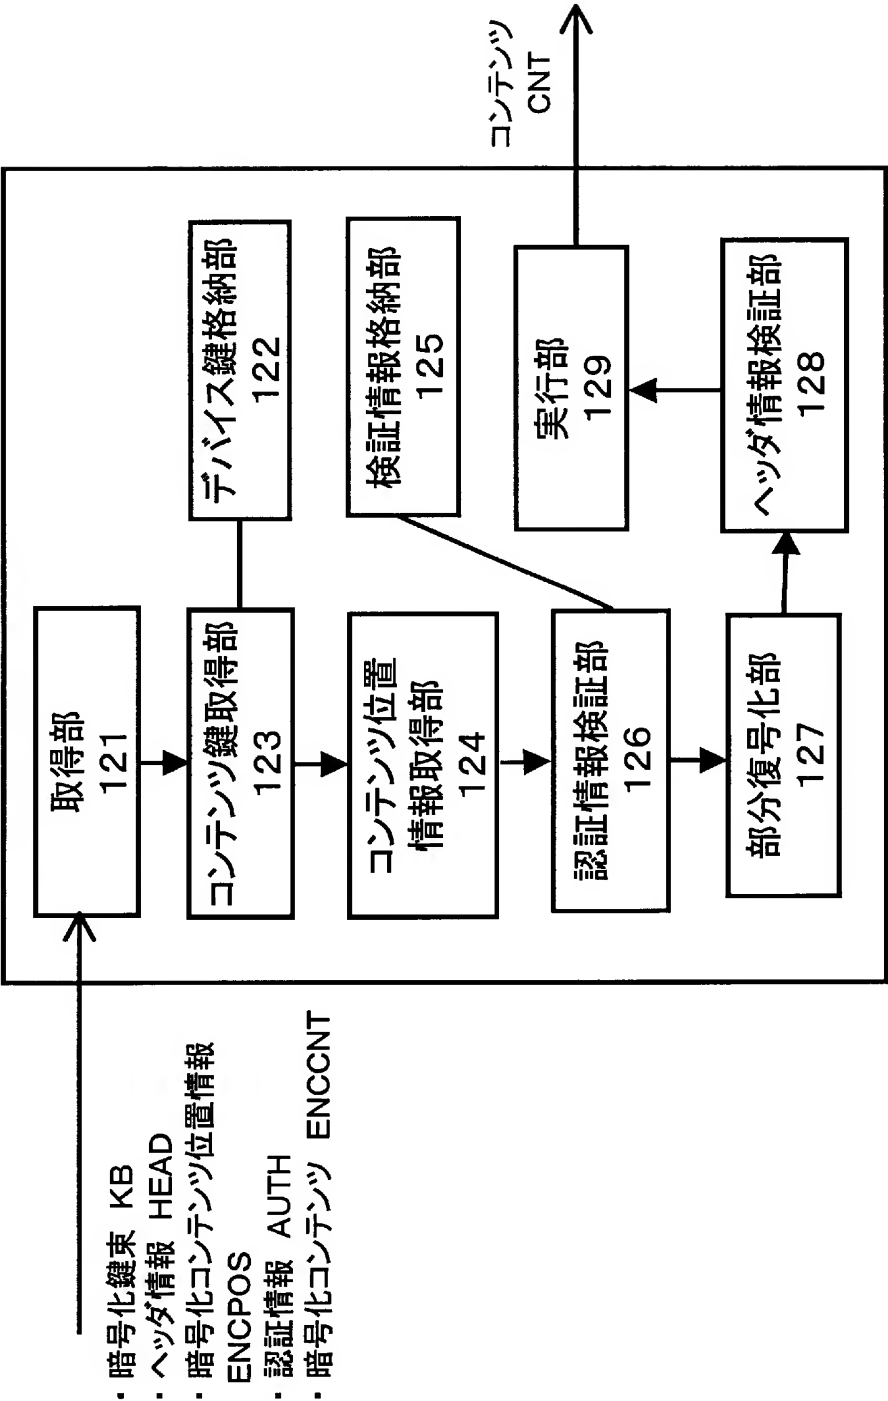 ・暗号化鍵束 KB
・ヘッダ情報 HEAD
・暗号化コンテンツ位置情報
ENCPOS
・認証情報 AUTH
・暗号化コンテンツ ENCCNT
取得部
121
コンテンツ鍵取得部
123
デバイス鍵格納部
122
コンテンツ位置
情報取得部
124
検証情報格納部
125
認証情報検証部
126
部分復号化部
127
ヘッダ情報検証部
128
実行部
129
コンテンツ
CNT